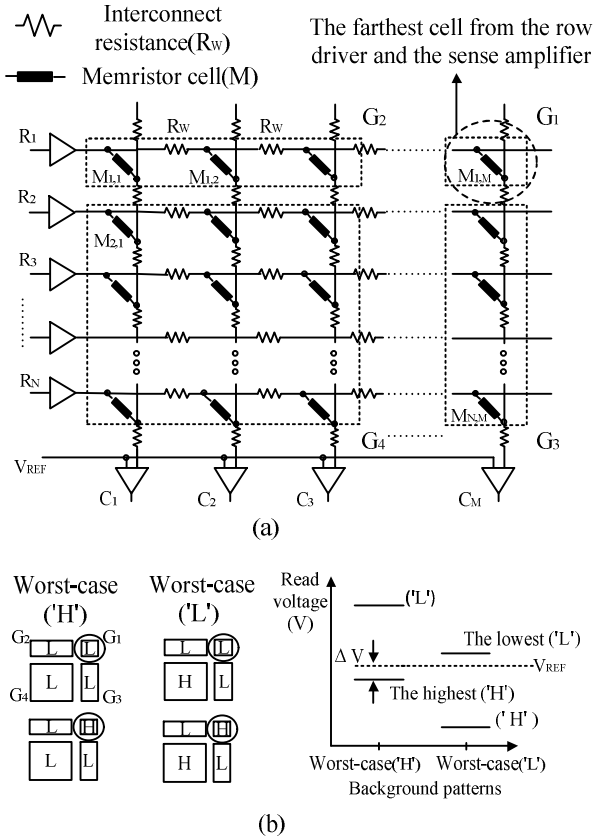 (a)
Interconnect
resistance(RW)
Memristor cell(M)
The farthest cell from the row
driver and the sense amplifier
R1
RW
RW
G2
G1
M1,1
M1,2
M1,M
R2
M2,1
R3
RN
MN,M
G4
G3
VREF
C1
C2
C3
CM
(a)
Worst-case
('H')
Worst-case
('L')
G2
L
L
G1
L
L
G4
G3
L
H
L
L
L
L
H
L
L
H
H
L
Read
voltage
(V)
('L')
The lowest ('L')
Δ V
VREF
The highest ('H')
('H')
Worst-case('H')
Worst-case('L')
Background patterns
(b)